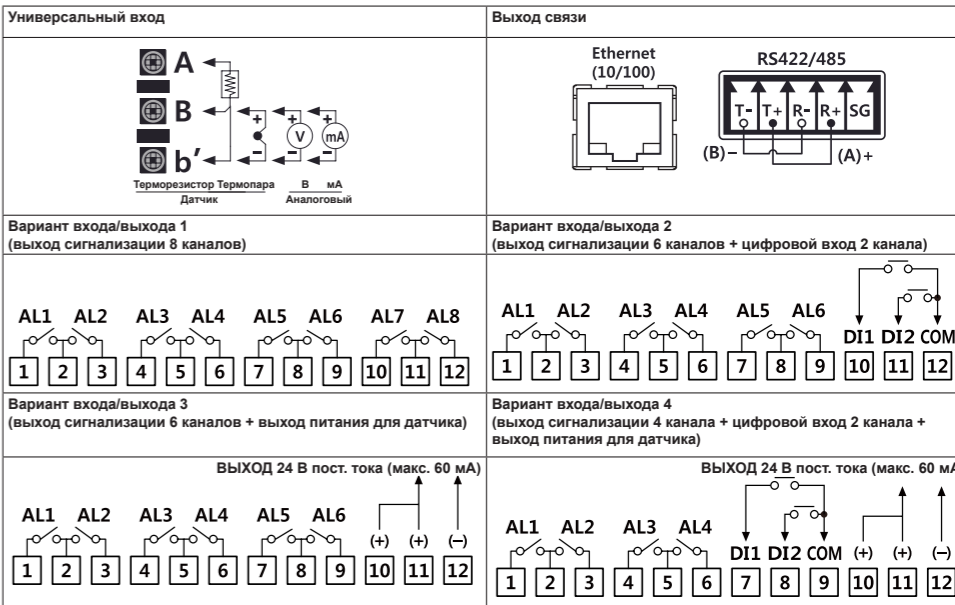 Универсальный вход
Выход связи
A
B
b′
+ + +
V mA
– – –
Терморезистор Термопара В мА
Датчик Аналоговый
Ethernet
(10/100)
RS422/485
T- T+ R- R+ SG
(B)– (A)+
Вариант входа/выхода 1
(выход сигнализации 8 каналов)
AL1 AL2 AL3 AL4 AL5 AL6 AL7 AL8
1 2 3 4 5 6 7 8 9 10 11 12
Вариант входа/выхода 2
(выход сигнализации 6 каналов + цифровой вход 2 канала)
AL1 AL2 AL3 AL4 AL5 AL6
DI1 DI2 COM
1 2 3 4 5 6 7 8 9 10 11 12
Вариант входа/выхода 3
(выход сигнализации 6 каналов + выход питания для датчика)
ВЫХОД 24 В пост. тока (макс. 60 мА)
AL1 AL2 AL3 AL4 AL5 AL6
(+) (+) (–)
1 2 3 4 5 6 7 8 9 10 11 12
Вариант входа/выхода 4
(выход сигнализации 4 канала + цифровой вход 2 канала +
выход питания для датчика)
ВЫХОД 24 В пост. тока (макс. 60 мА
AL1 AL2 AL3 AL4
DI1 DI2 COM (+) (+) (–)
1 2 3 4 5 6 7 8 9 10 11 12